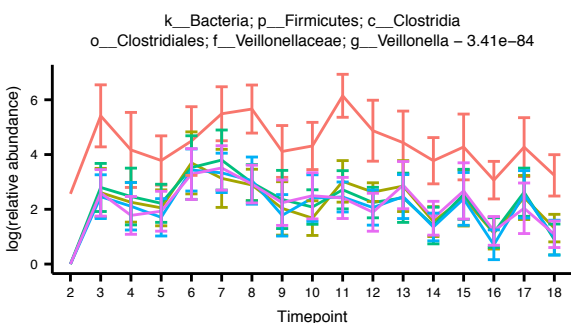 k__Bacteria; p__Firmicutes; c__Clostridia
o__Clostridiales; f__Veillonellaceae; g__Veillonella − 3.41e−84
log(relative abundance)
6
4
2
0
2 3 4 5 6 7 8 9 10 11 12 13 14 15 16 17 18
Timepoint